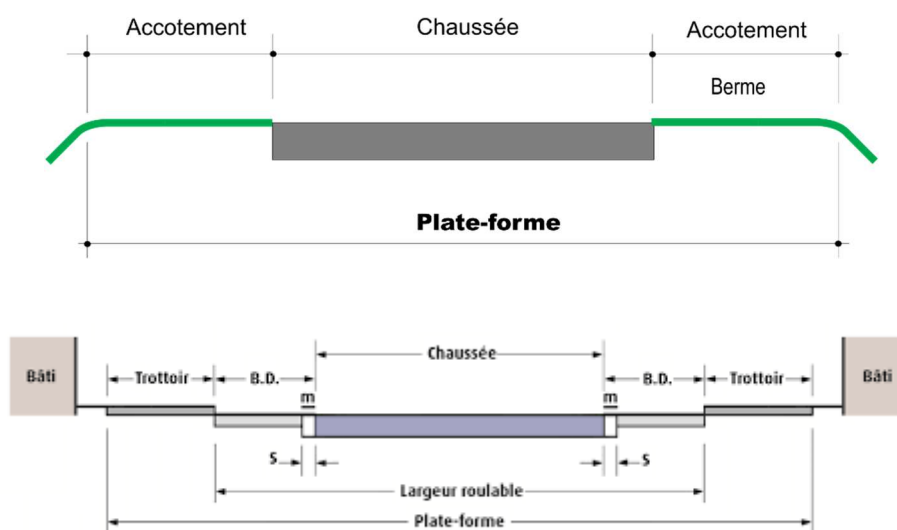 Accotement Chaussée Accotement
Berme
Plate-forme
Chaussée
Bâti Trottoir B.D. B.D. Trottoir Bâti
m m
S S
Largeur roulable
Plate-forme